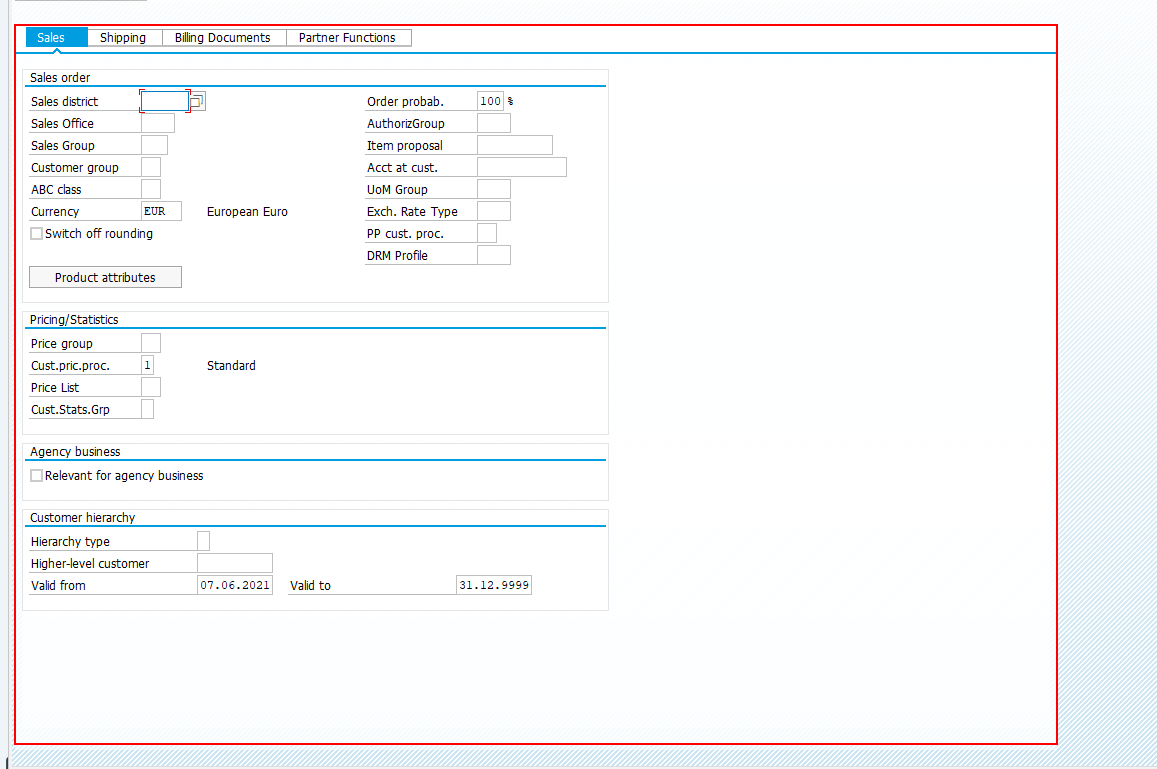 Sales Shipping Billing Documents Partner Functions
Sales order
Sales district Order probab. 100 %
Sales Office AuthorizGroup
Sales Group Item proposal
Customer group Acct at cust.
ABC class UoM Group
Currency EUR European Euro Exch. Rate Type
Switch off rounding PP cust. proc.
DRM Profile
Product attributes
Pricing/Statistics
Price group
Cust.pric.proc. 1 Standard
Price List
Cust.Stats.Grp
Agency business
Relevant for agency business
Customer hierarchy
Hierarchy type
Higher-level customer
Valid from 07.06.2021 Valid to 31.12.9999